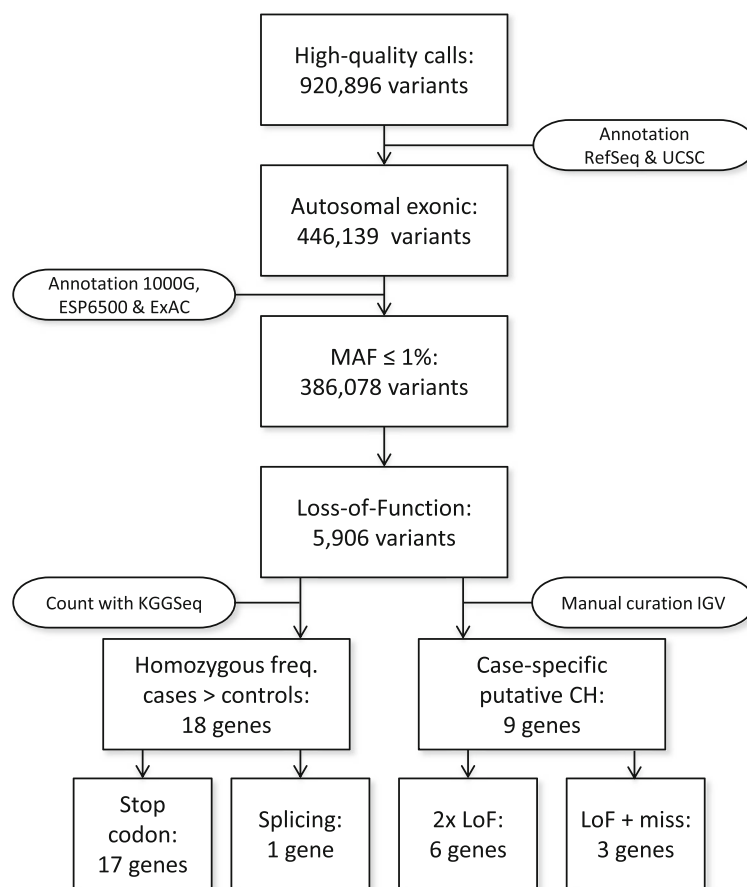 High-quality calls:
920,896 variants
Annotation
RefSeq & UCSC
Autosomal exonic:
446,139 variants
Annotation 1000G,
ESP6500 & ExAC
MAF ≤ 1%:
386,078 variants
Loss-of-Function:
5,906 variants
Count with KGGSeq
Manual curation IGV
Homozygous freq.
cases > controls:
18 genes
Case-specific
putative CH:
9 genes
Stop
codon:
17 genes
Splicing:
1 gene
2x LoF:
6 genes
LoF + miss:
3 genes